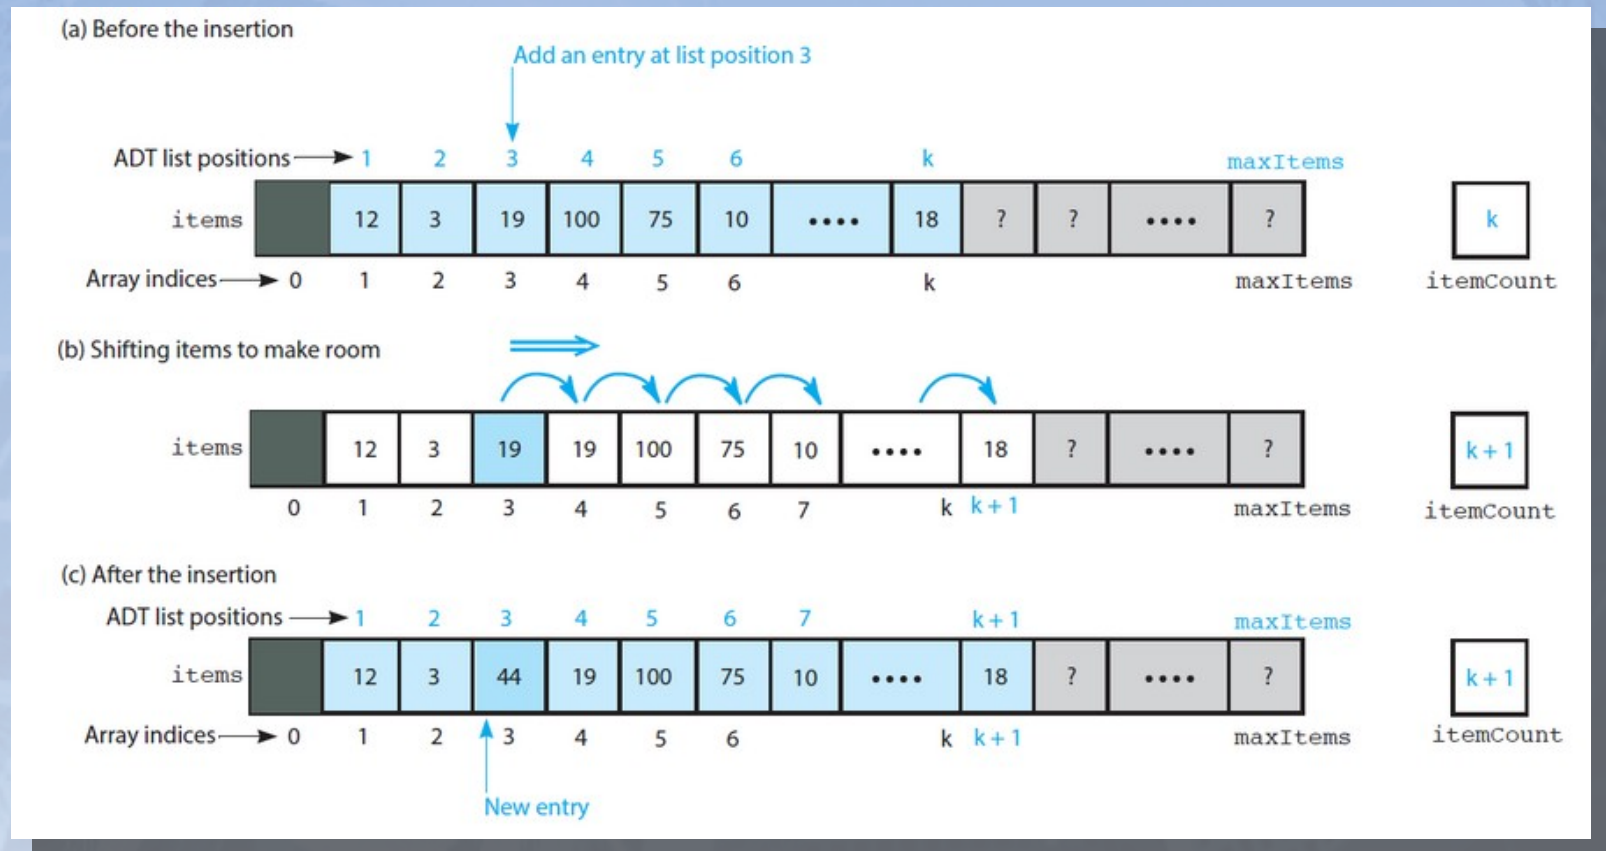 (a) Before the insertion
Add an entry at list position 3
ADT list positions 1 2 3 4 5 6 k maxItems
items 12 3 19 100 75 10 •••• 18 ? ? •••• ? k
Array indices 0 1 2 3 4 5 6 k maxItems itemCount
(b) Shifting items to make room
items 12 3 19 19 100 75 10 •••• 18 ? •••• ? k + 1
0 1 2 3 4 5 6 7 k k + 1 maxItems itemCount
(c) After the insertion
ADT list positions 1 2 3 4 5 6 7 k + 1 maxItems
items 12 3 44 19 100 75 10 •••• 18 ? •••• ? k + 1
Array indices 0 1 2 3 4 5 6 k k + 1 maxItems itemCount
New entry